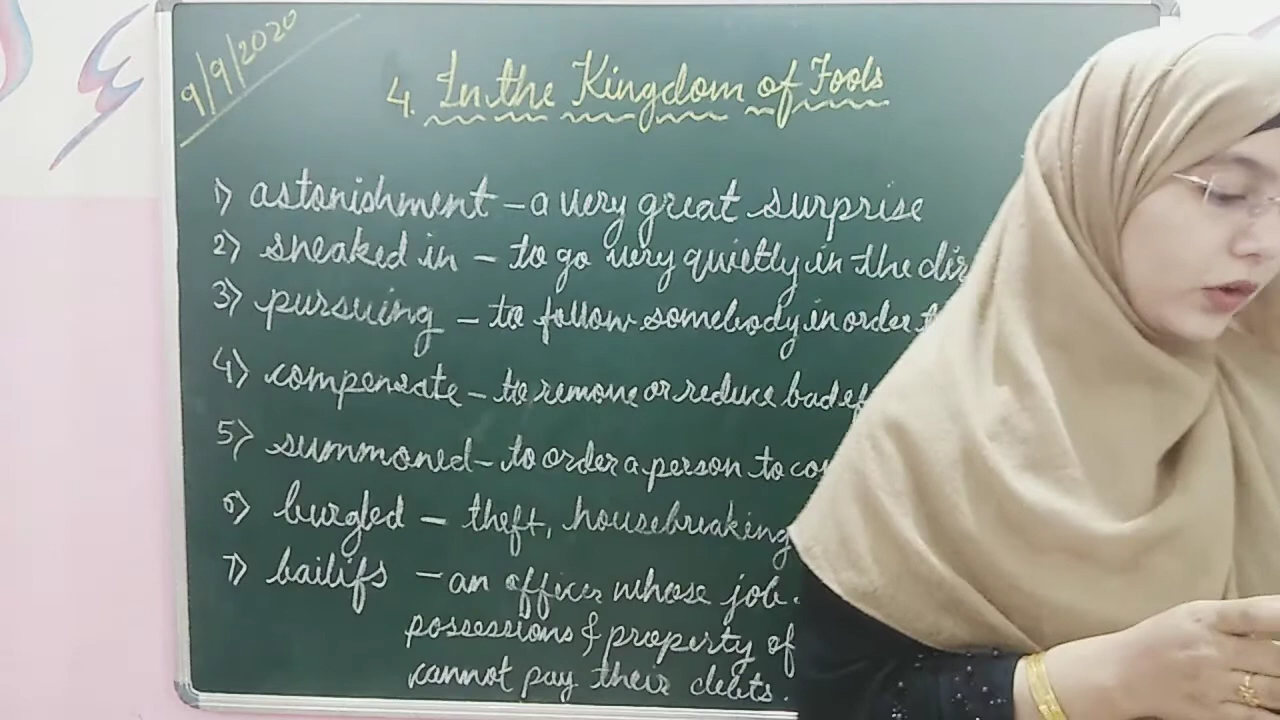 9/9/2020
4. In the Kingdom of Fools
1) astonishment – a very great surprise
2) sneaked in – to go very quietly in the
3) pursuing – to follow somebody in order
4) compensate – to remove or reduce bad
5) summoned – to order a person to
6) burgled – theft, housebreaking
7) bailifs – an officer whose job
possessions & property of
cannot pay their debts.